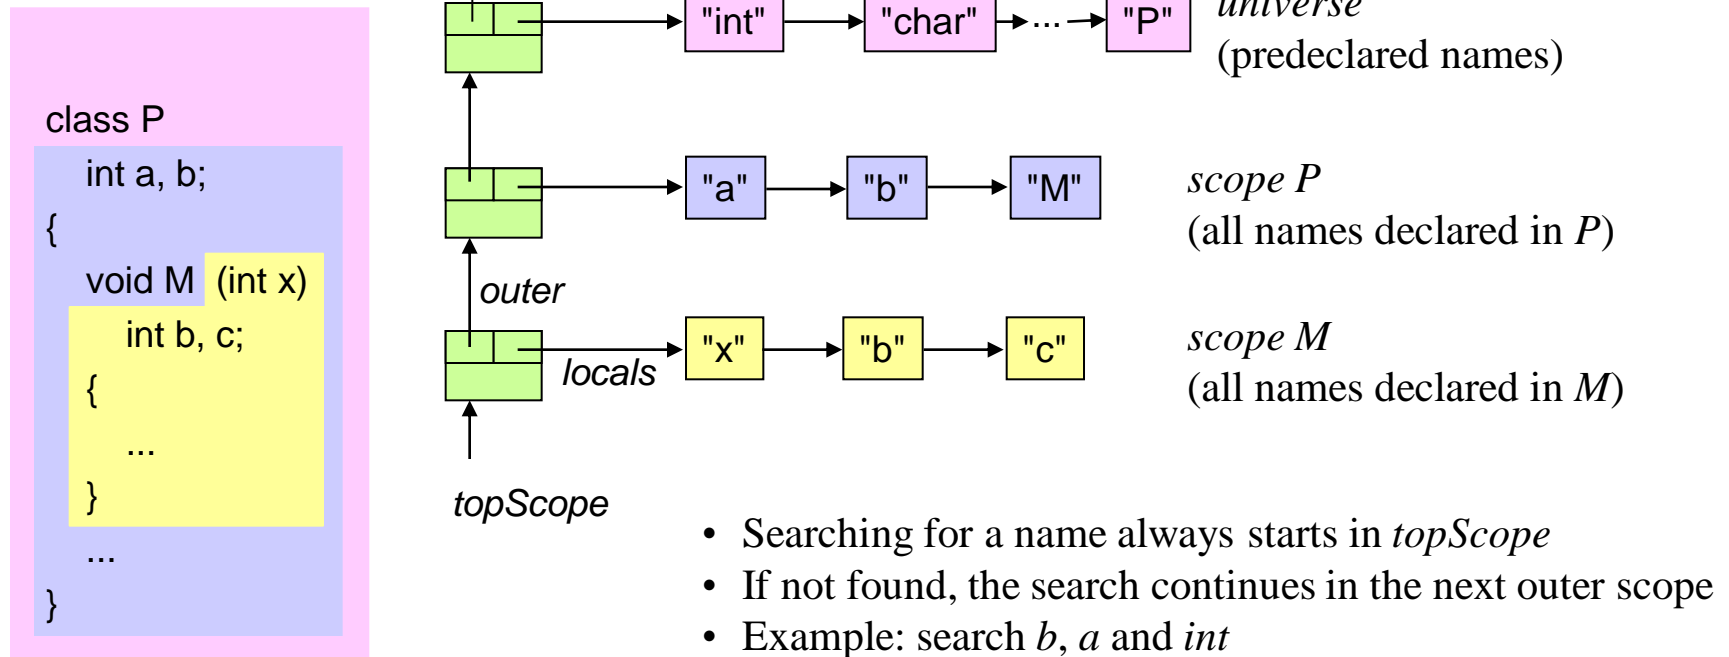 class P
int a, b;
{
void M (int x)
int b, c;
{
...
}
...
}
"int" "char" ... "P"
universe
(predeclared names)
"a" "b" "M"
scope P
(all names declared in P)
outer
"x" "b" "c"
locals
scope M
(all names declared in M)
topScope
• Searching for a name always starts in topScope
• If not found, the search continues in the next outer scope
• Example: search b, a and int